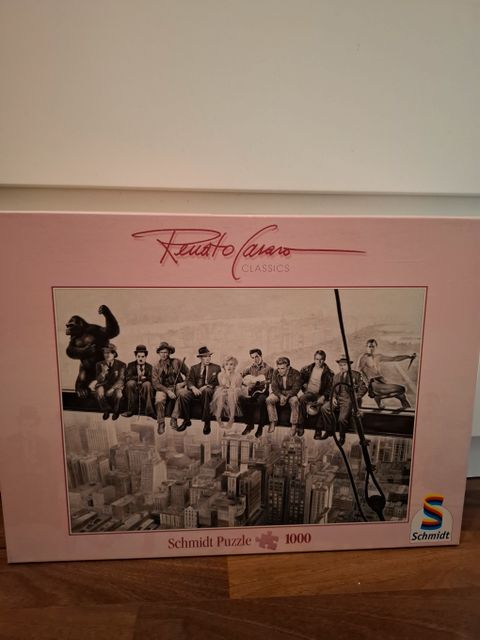 Renato Casaro
CLASSICS
Schmidt Puzzle 1000
Schmidt